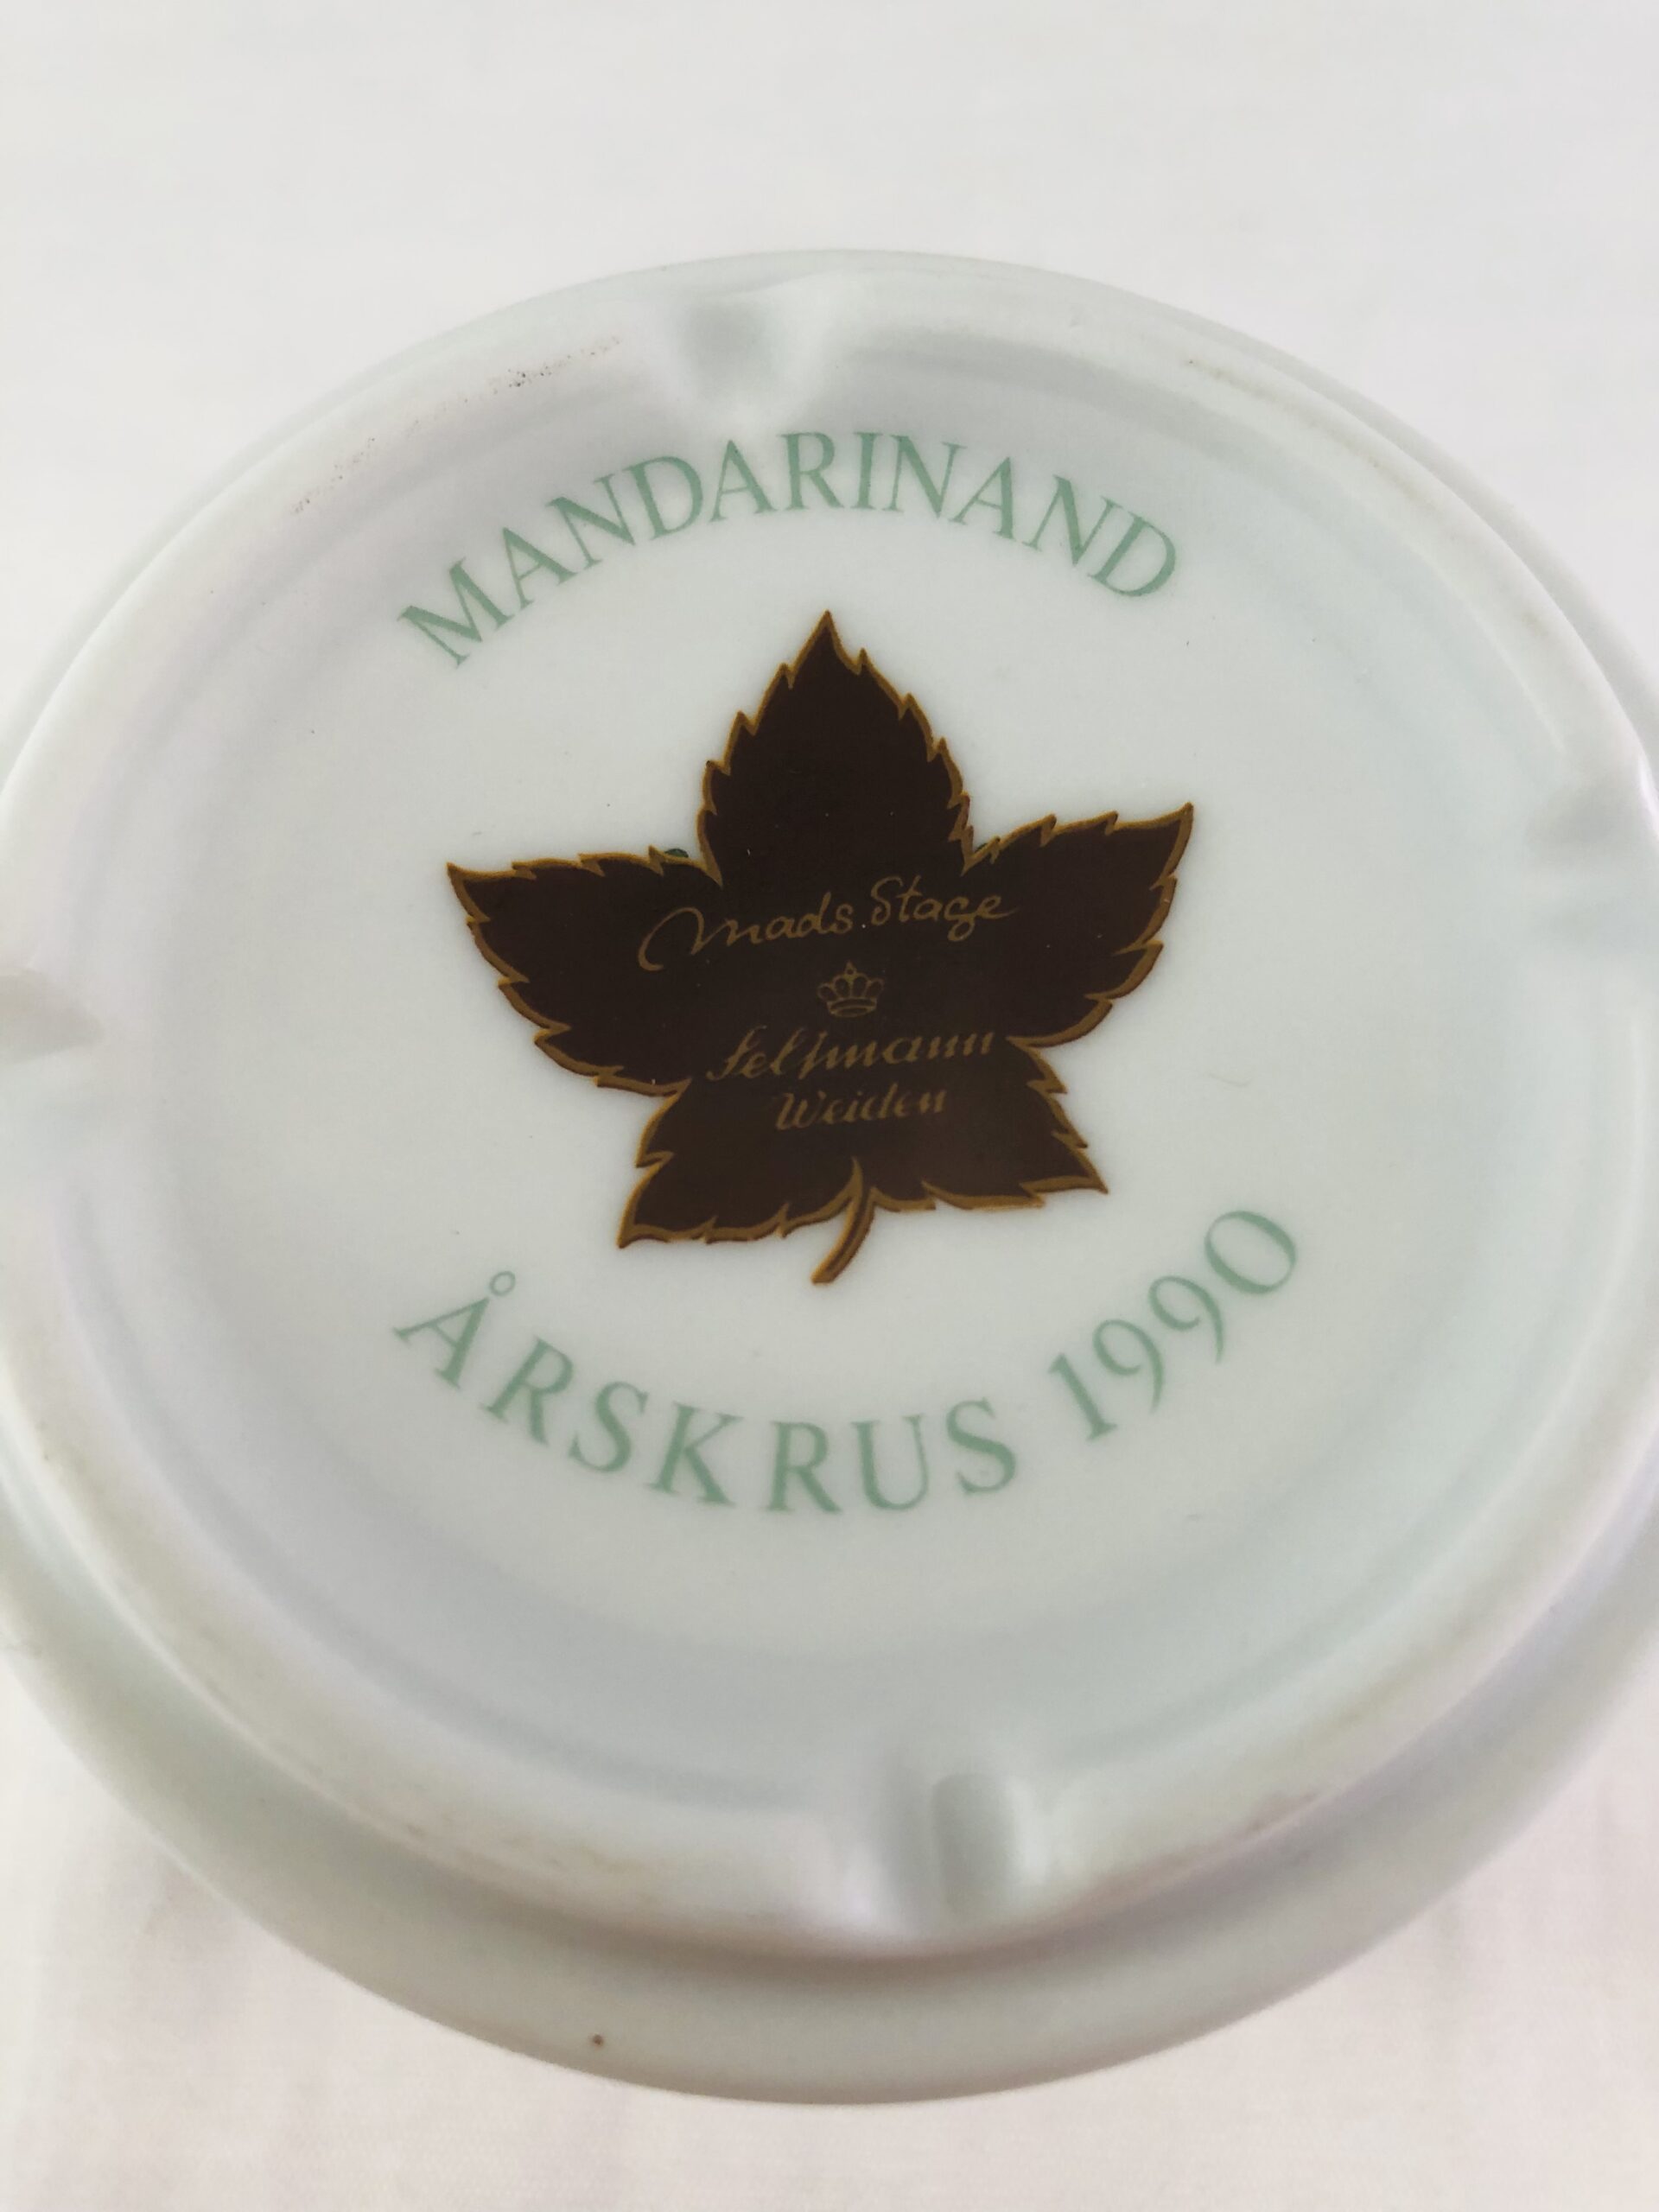 MANDARINAND
Mads Stage
Seltmann
Weiden
ÅRSKRUS 1990